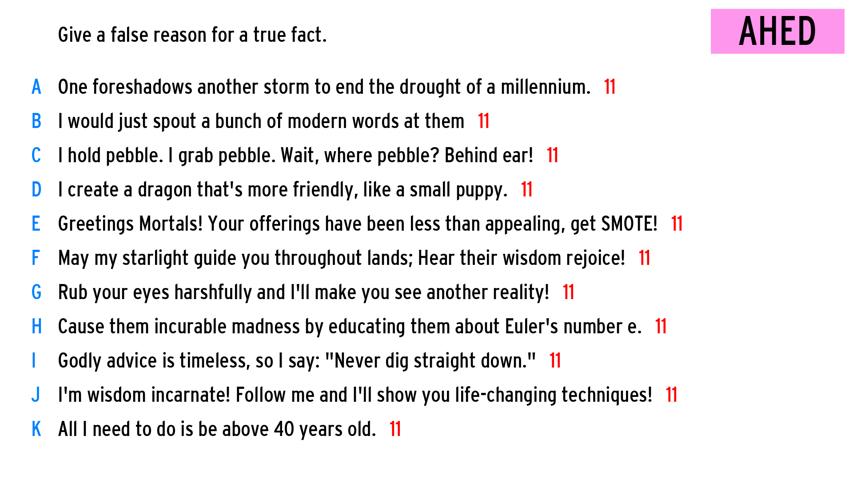 Give a false reason for a true fact.
AHED
A One foreshadows another storm to end the drought of a millennium. 11
B I would just spout a bunch of modern words at them 11
C I hold pebble. I grab pebble. Wait, where pebble? Behind ear! 11
D I create a dragon that's more friendly, like a small puppy. 11
E Greetings Mortals! Your offerings have been less than appealing, get SMOTE! 11
F May my starlight guide you throughout lands; Hear their wisdom rejoice! 11
G Rub your eyes harshfully and I'll make you see another reality! 11
H Cause them incurable madness by educating them about Euler's number e. 11
I Godly advice is timeless, so I say: "Never dig straight down." 11
J I'm wisdom incarnate! Follow me and I'll show you life-changing techniques! 11
K All I need to do is be above 40 years old. 11